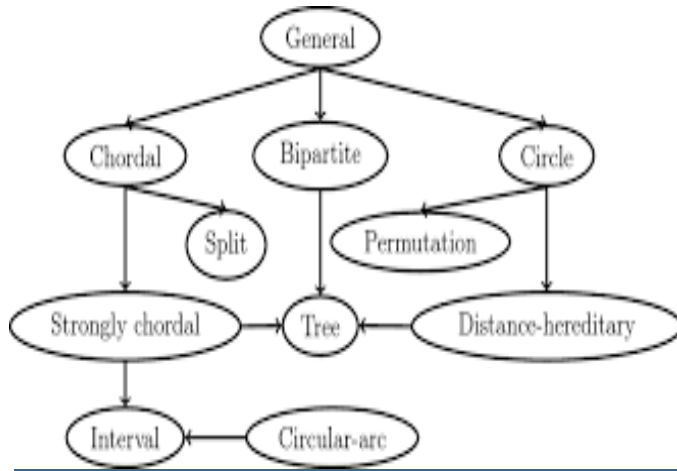 General
Chordal
Bipartite
Circle
Split
Permutation
Strongly chordal
Tree
Distance-hereditary
Interval
Circular-arc